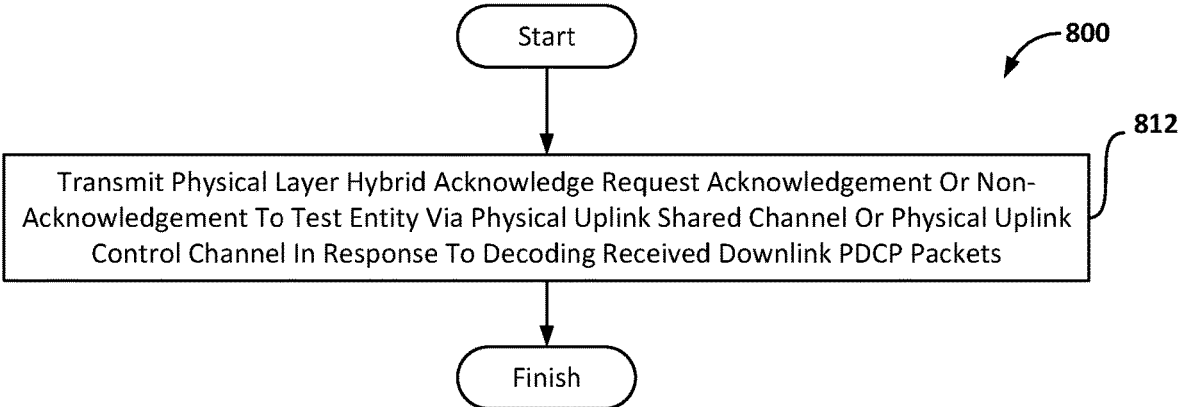 Start
800
812
Transmit Physical Layer Hybrid Acknowledge Request Acknowledgement Or Non-
Acknowledgement To Test Entity Via Physical Uplink Shared Channel Or Physical Uplink
Control Channel In Response To Decoding Received Downlink PDCP Packets
Finish